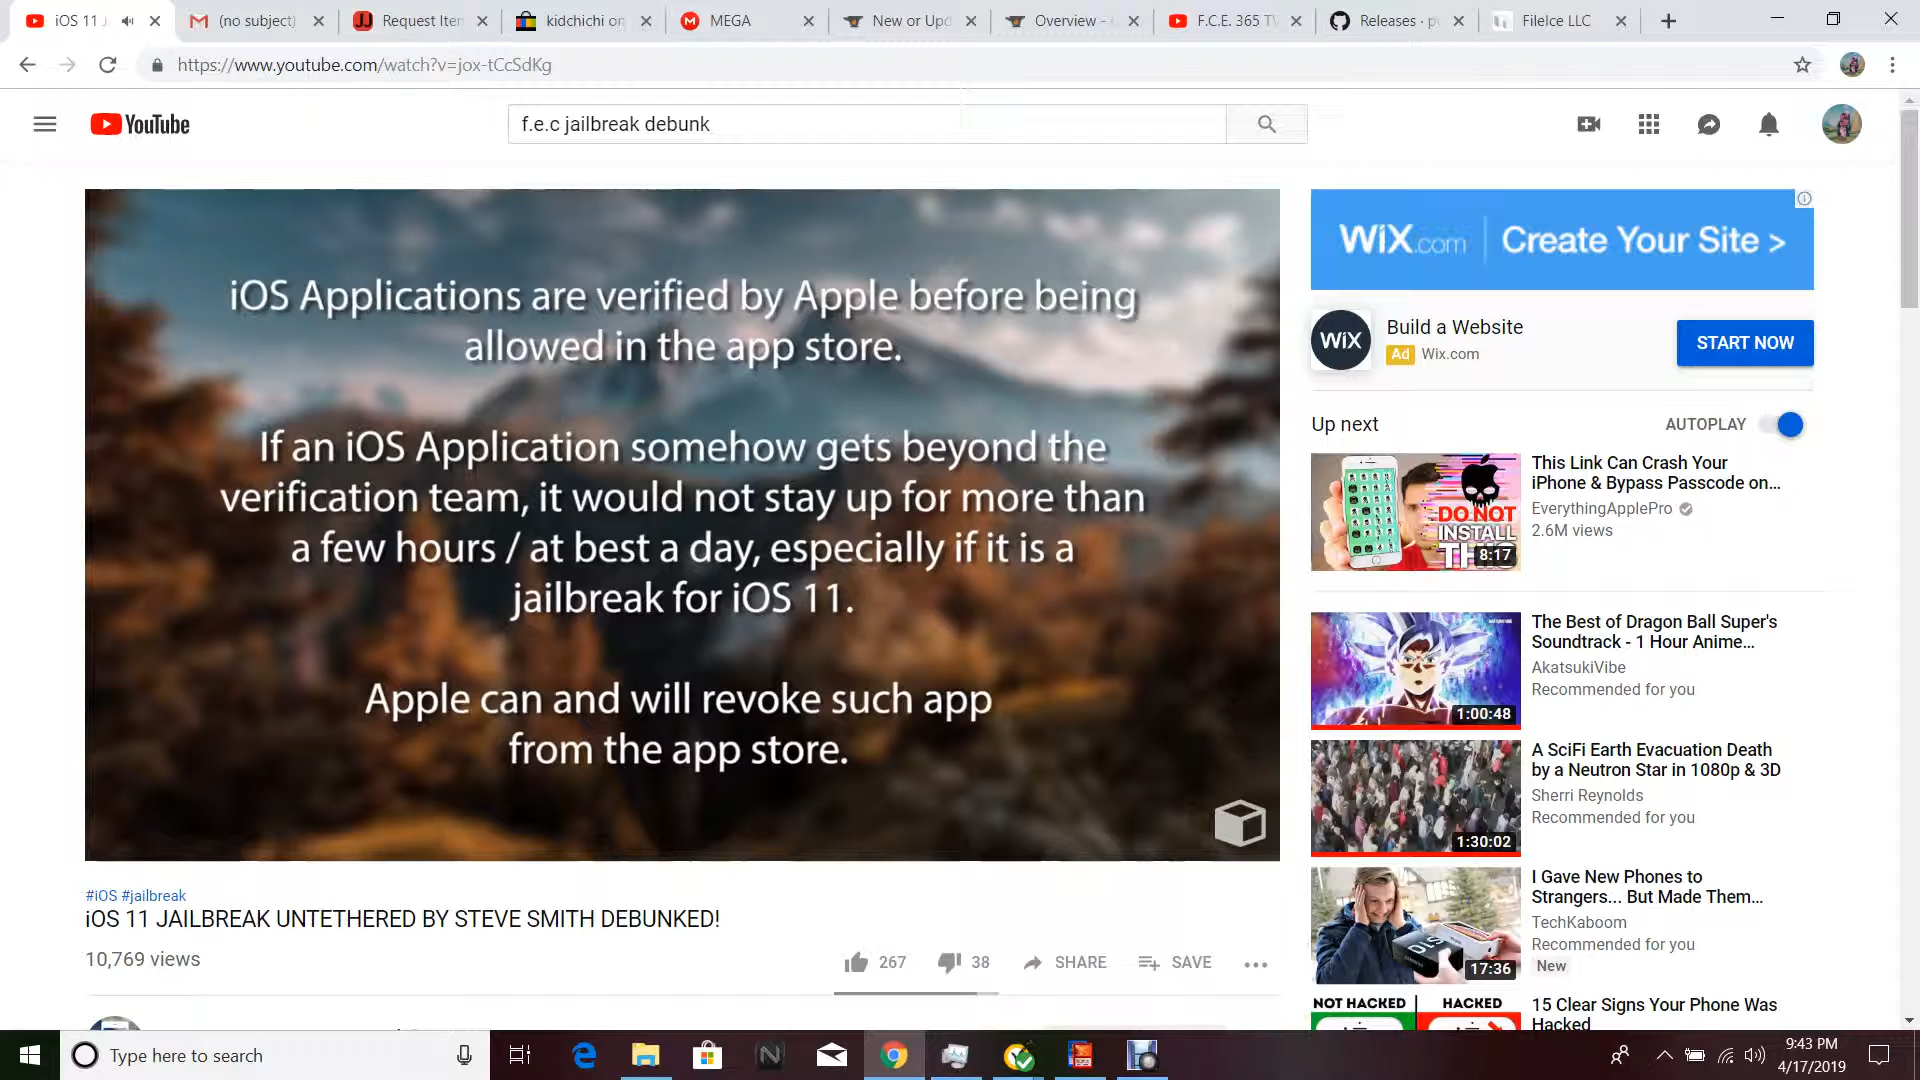 iOS 11 J
(no subject)
Request Iter
kidchichi on
MEGA
New or Upd
Overview -
F.C.E. 365 TV
Releases · p
FileIce LLC
https://www.youtube.com/watch?v=jox-tCcSdKg
YouTube
f.e.c jailbreak debunk
iOS Applications are verified by Apple before being
allowed in the app store.
If an iOS Application somehow gets beyond the
verification team, it would not stay up for more than
a few hours / at best a day, especially if it is a
jailbreak for iOS 11.
Apple can and will revoke such app
from the app store.
#iOS #jailbreak
iOS 11 JAILBREAK UNTETHERED BY STEVE SMITH DEBUNKED!
10,769 views
267
38
SHARE
SAVE
WiX.com
Create Your Site >
WiX
Build a Website
Ad Wix.com
START NOW
Up next
AUTOPLAY
DO NOT
INSTALL
THIS
8:17
This Link Can Crash Your
iPhone & Bypass Passcode on...
EverythingApplePro
2.6M views
1:00:48
The Best of Dragon Ball Super's
Soundtrack - 1 Hour Anime...
AkatsukiVibe
Recommended for you
1:30:02
A SciFi Earth Evacuation Death
by a Neutron Star in 1080p & 3D
Sherri Reynolds
Recommended for you
S10
17:36
I Gave New Phones to
Strangers... But Made Them...
TechKaboom
Recommended for you
New
NOT HACKED
HACKED
15 Clear Signs Your Phone Was
Hacked
Type here to search
9:43 PM
4/17/2019